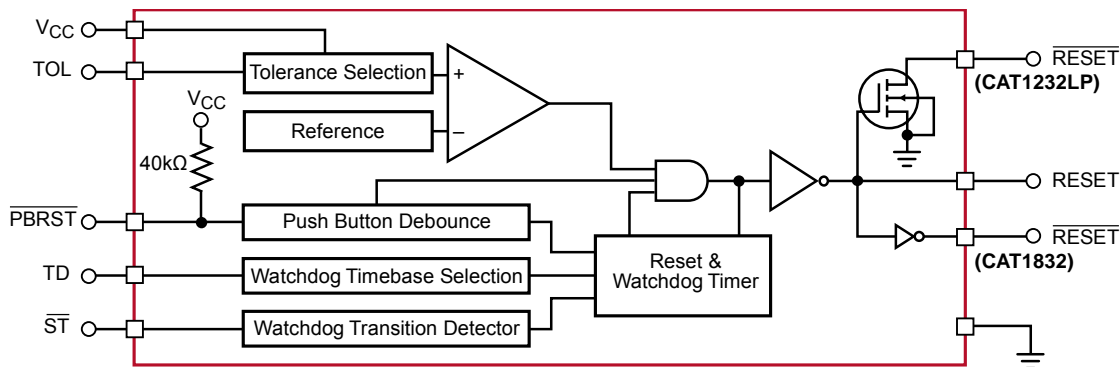 VCC
TOL
Tolerance Selection
+
VCC
Reference
–
40kΩ
PBRST
Push Button Debounce
TD
Watchdog Timebase Selection
ST
Watchdog Transition Detector
Reset &
Watchdog Timer
RESET
(CAT1232LP)
RESET
RESET
(CAT1832)